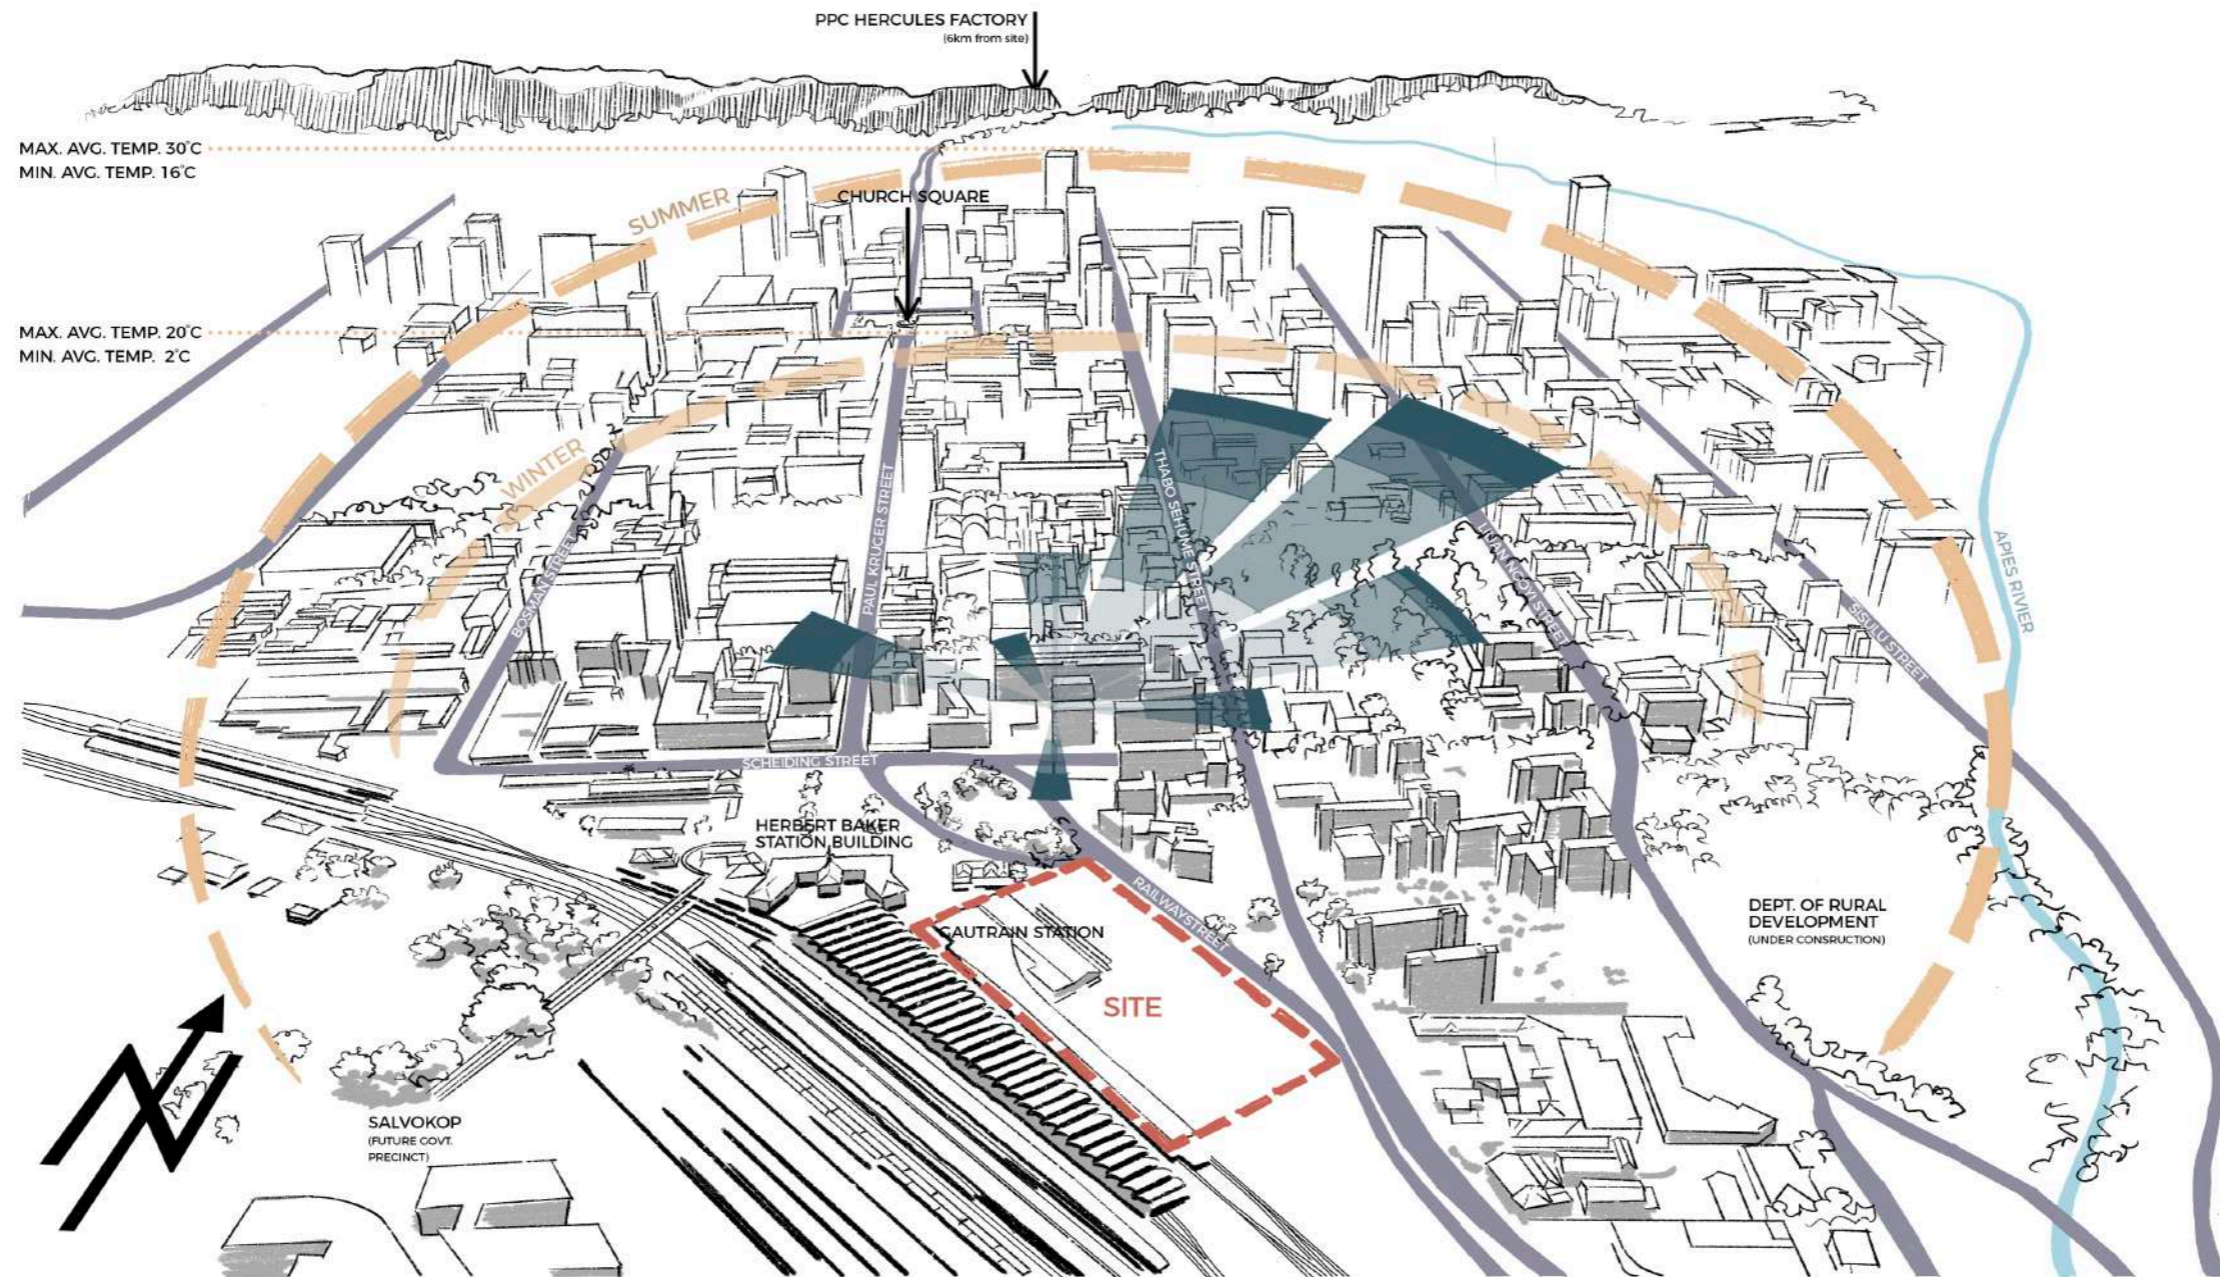 PPC HERCULES FACTORY
(6km from site)
MAX. AVG. TEMP. 30°C
MIN. AVG. TEMP. 16°C
SUMMER
CHURCH SQUARE
MAX. AVG. TEMP. 20°C
MIN. AVG. TEMP. 2°C
WINTER
BOSMAN STREET
PAUL KRUGER STREET
THABO SEHUME STREET
LILIAN NGOYI STREET
SISULU STREET
APIES RIVIER
SCHEIDING STREET
HERBERT BAKER
STATION BUILDING
RAILWAYSTREET
GAUTRAIN STATION
SITE
DEPT. OF RURAL
DEVELOPMENT
(UNDER CONSRUCTION)
SALVOKOP
(FUTURE GOVT.
PRECINCT)